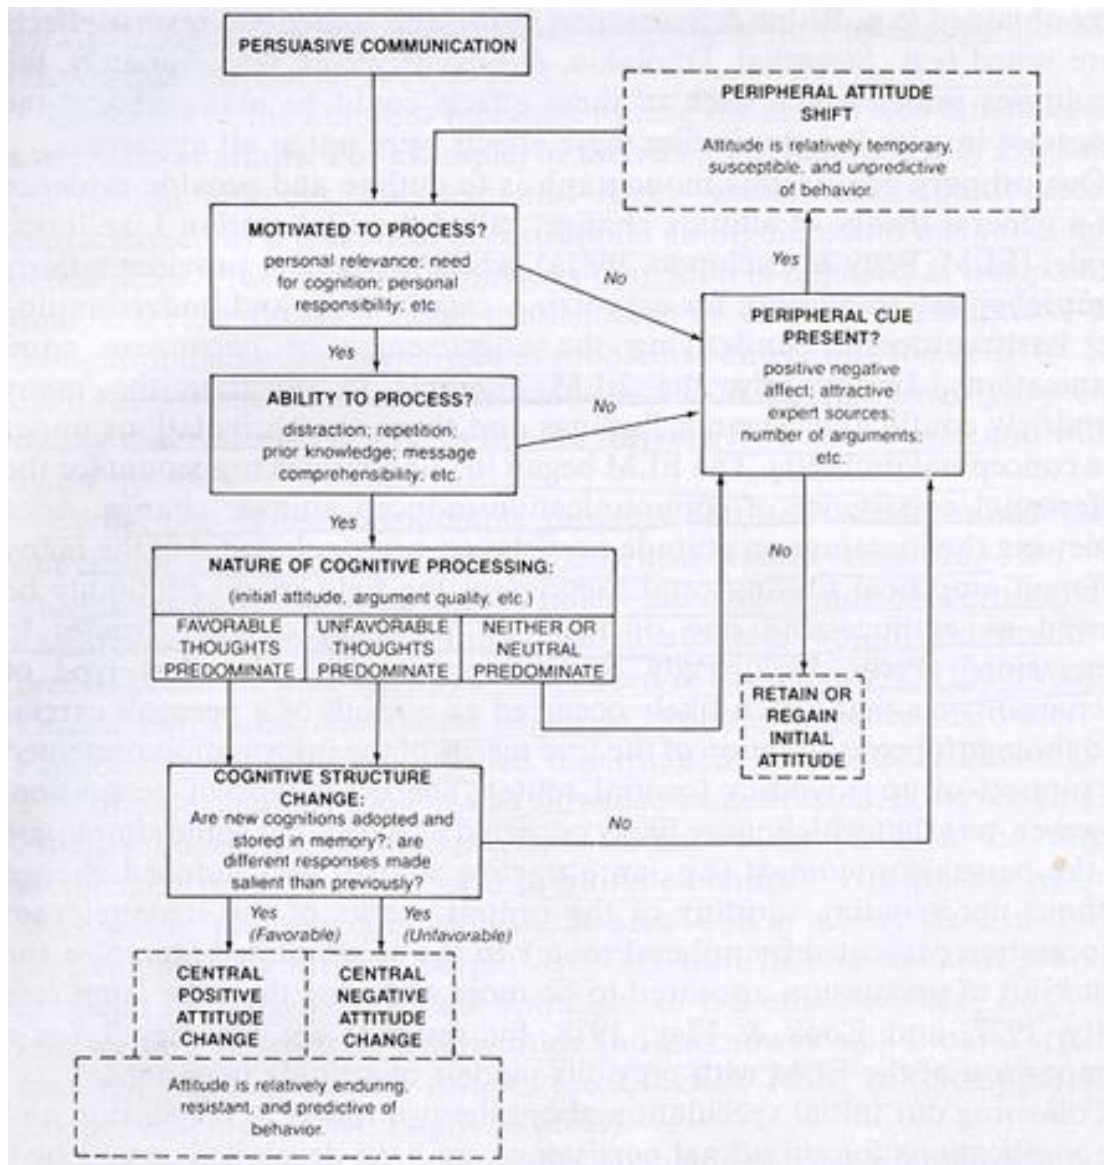 PERSUASIVE COMMUNICATION
PERIPHERAL ATTITUDE
SHIFT
Attitude is relatively temporary,
susceptible, and unpredictive
of behavior.
MOTIVATED TO PROCESS?
personal relevance; need
for cognition; personal
responsibility; etc.
No
Yes
Yes
PERIPHERAL CUE
PRESENT?
positive negative
affect; attractive
expert sources;
number of arguments;
etc.
ABILITY TO PROCESS?
distraction; repetition;
prior knowledge; message
comprehensibility; etc.
No
Yes
No
NATURE OF COGNITIVE PROCESSING:
(initial attitude, argument quality, etc.)
FAVORABLE
THOUGHTS
PREDOMINATE
UNFAVORABLE
THOUGHTS
PREDOMINATE
NEITHER OR
NEUTRAL
PREDOMINATE
RETAIN OR
REGAIN
INITIAL
ATTITUDE
COGNITIVE STRUCTURE
CHANGE:
Are new cognitions adopted and
stored in memory?; are
different responses made
salient than previously?
No
Yes
(Favorable)
Yes
(Unfavorable)
CENTRAL
POSITIVE
ATTITUDE
CHANGE
CENTRAL
NEGATIVE
ATTITUDE
CHANGE
Attitude is relatively enduring,
resistant, and predictive of
behavior.